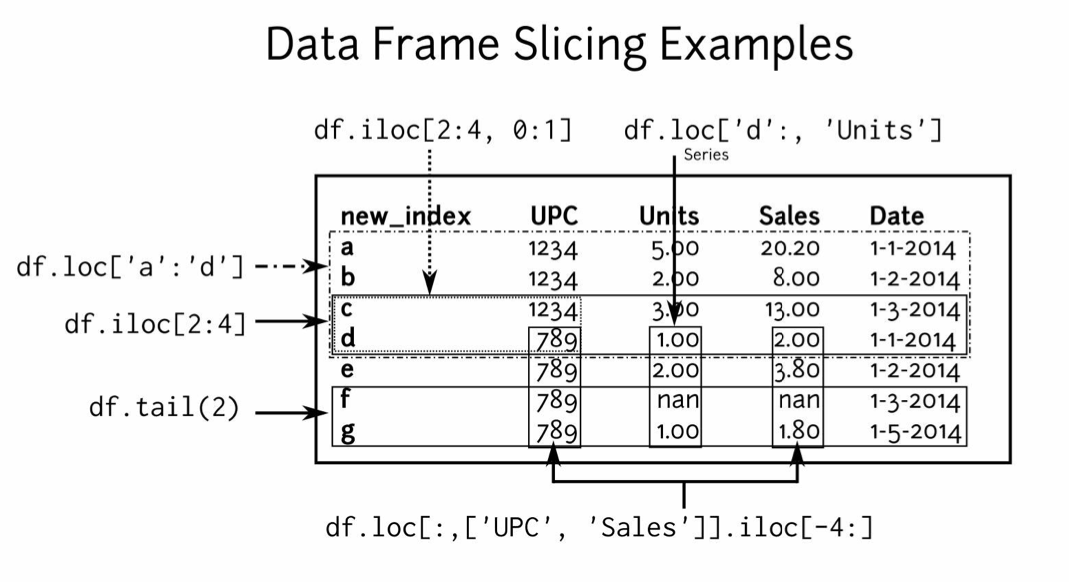 Data Frame Slicing Examples
df.iloc[2:4, 0:1] df.loc['d':, 'Units']
Series
new_index UPC Units Sales Date
a 1234 5.00 20.20 1-1-2014
df.loc['a':'d']
b 1234 2.00 8.00 1-2-2014
c 1234 3.00 13.00 1-3-2014
df.iloc[2:4]
d 789 1.00 2.00 1-1-2014
e 789 2.00 3.80 1-2-2014
f 789 nan nan 1-3-2014
df.tail(2)
g 789 1.00 1.80 1-5-2014
df.loc[:,['UPC', 'Sales']].iloc[-4:]